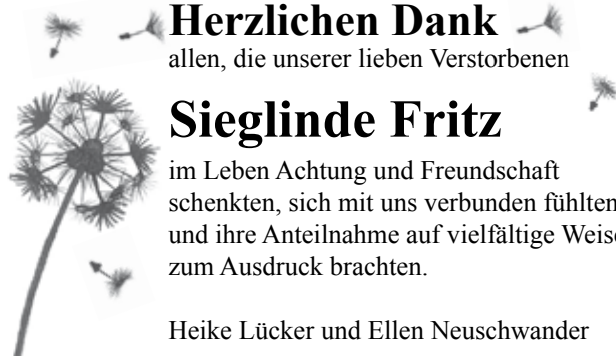 Herzlichen Dank
allen, die unserer lieben Verstorbenen
Sieglinde Fritz
im Leben Achtung und Freundschaft
schenkten, sich mit uns verbunden fühlten
und ihre Anteilnahme auf vielfältige Weise
zum Ausdruck brachten.
Heike Lücker und Ellen Neuschwander